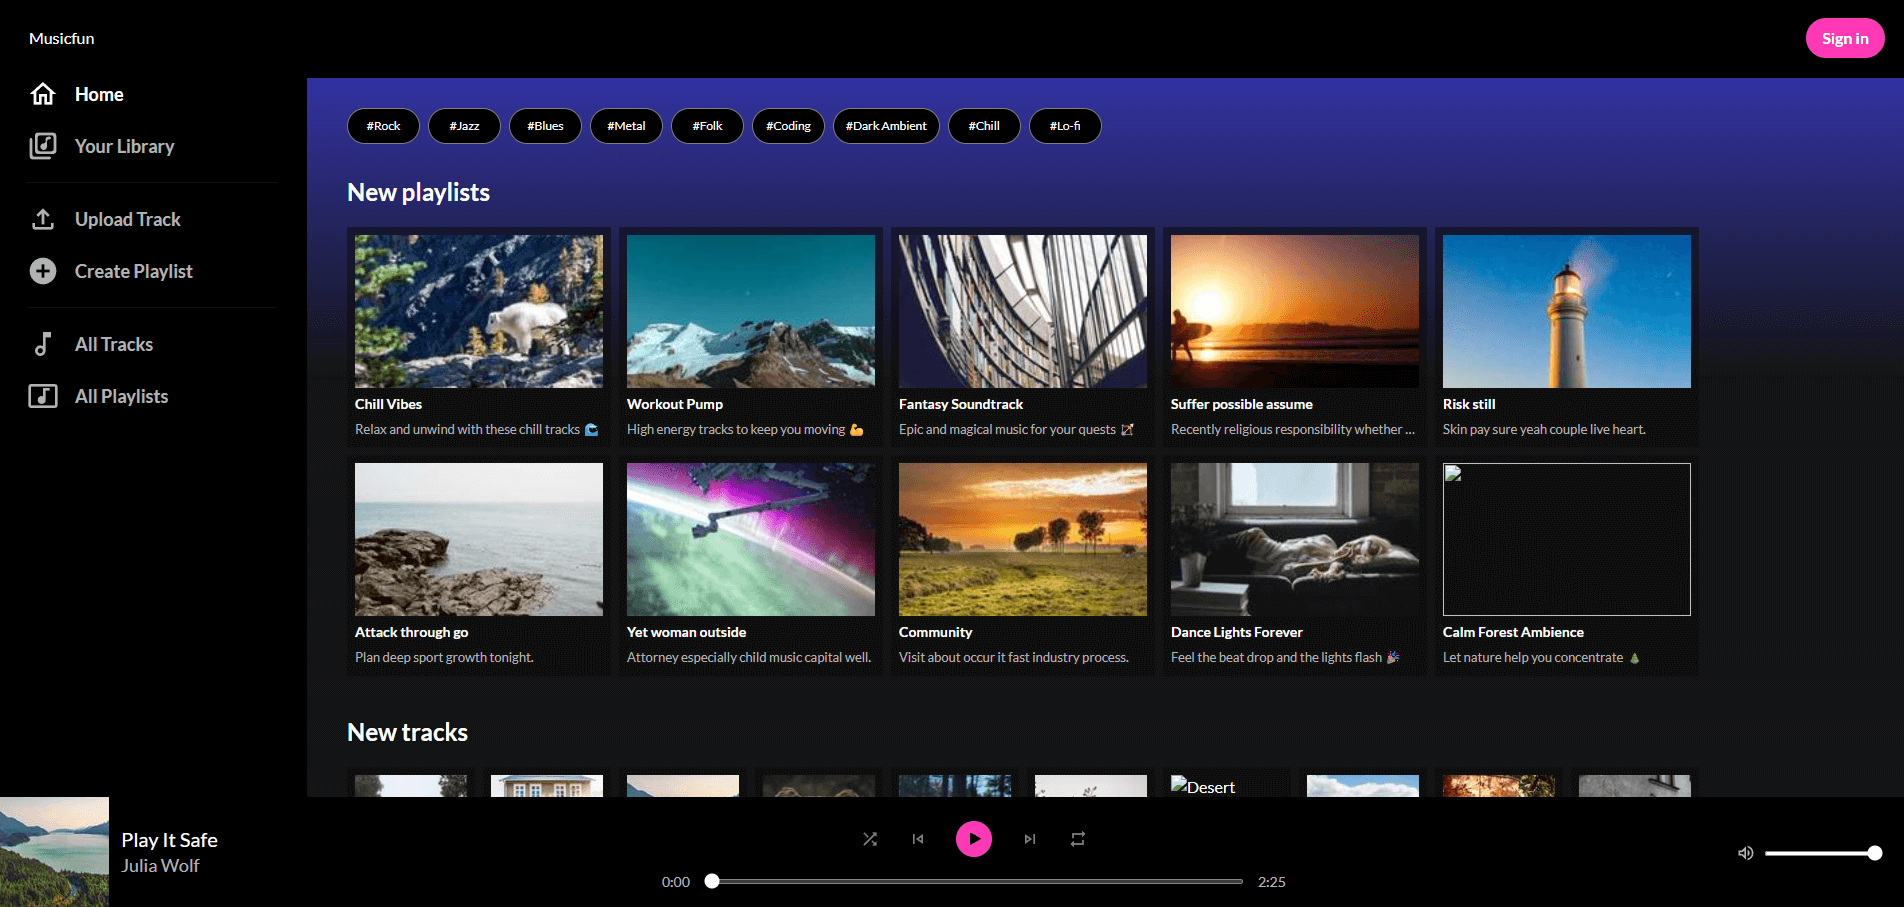 Musicfun
Sign in
Home
Your Library
Upload Track
Create Playlist
All Tracks
All Playlists
#Rock
#Jazz
#Blues
#Metal
#Folk
#Coding
#Dark Ambient
#Chill
#Lo-fi
New playlists
Chill Vibes
Relax and unwind with these chill tracks 🌊
Workout Pump
High energy tracks to keep you moving 💪
Fantasy Soundtrack
Epic and magical music for your quests 🏹
Suffer possible assume
Recently religious responsibility whether ...
Risk still
Skin pay sure yeah couple live heart.
Attack through go
Plan deep sport growth tonight.
Yet woman outside
Attorney especially child music capital well.
Community
Visit about occur it fast industry process.
Dance Lights Forever
Feel the beat drop and the lights flash 🎉
Calm Forest Ambience
Let nature help you concentrate 🌲
New tracks
Desert
Play It Safe
Julia Wolf
0:00
2:25